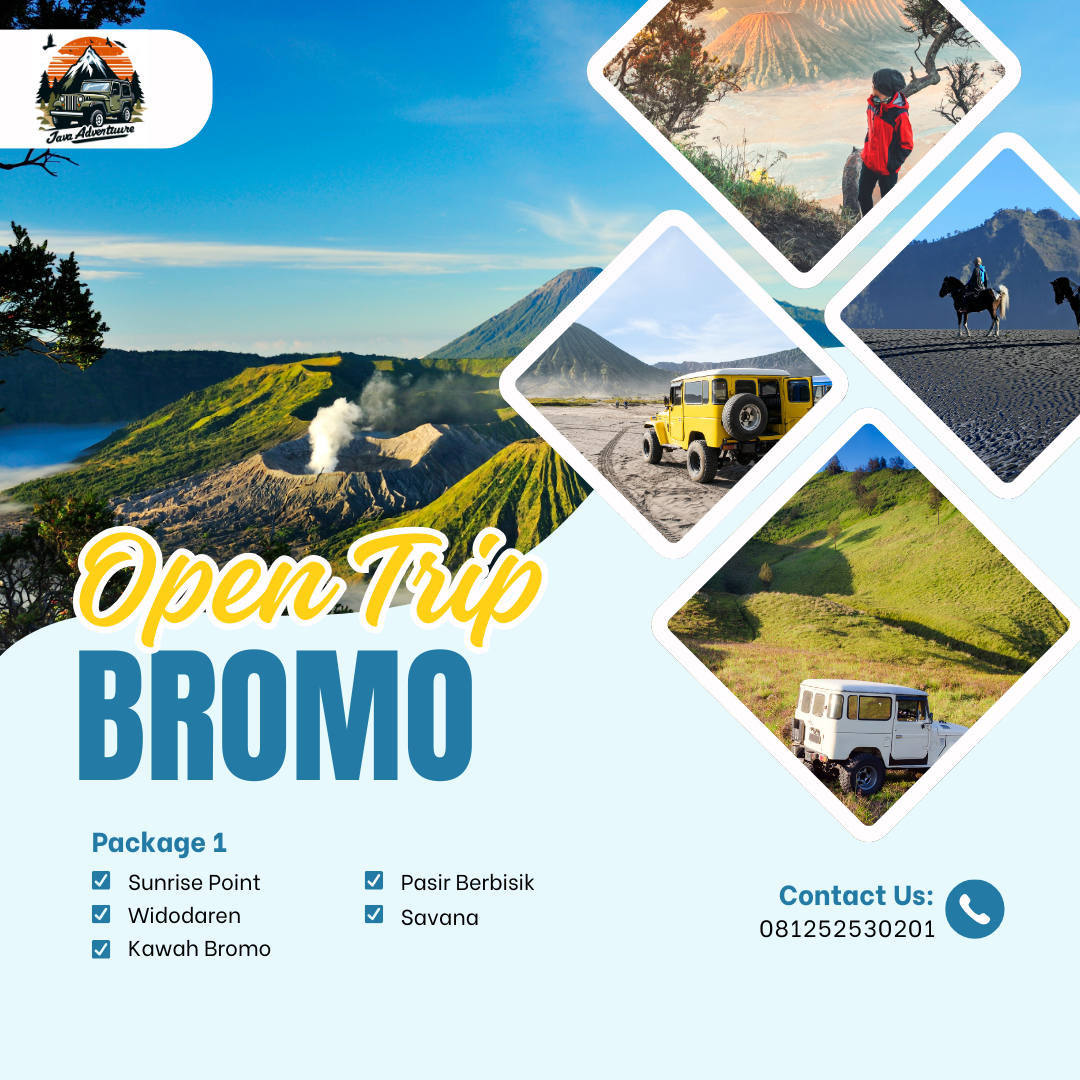 Java Adventuure
Open Trip
BROMO
Package 1
Sunrise Point
Widodaren
Kawah Bromo
Pasir Berbisik
Savana
Contact Us:
081252530201